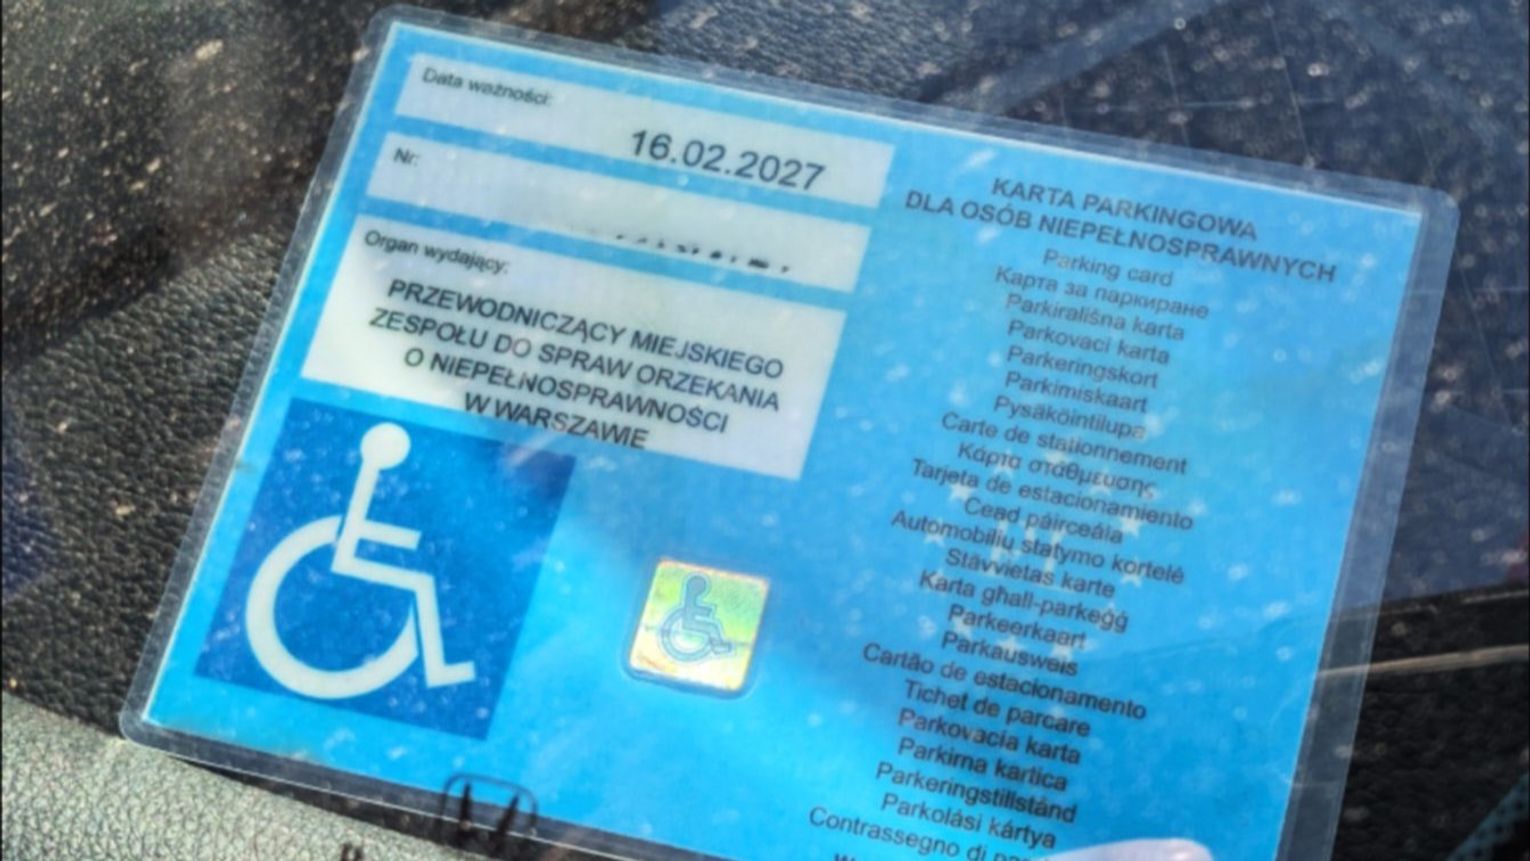 Data ważności:
16.02.2027
Nr:
Organ wydający:
PRZEWODNICZĄCY MIEJSKIEGO
ZESPOŁU DO SPRAW ORZEKANIA
O NIEPEŁNOSPRAWNOŚCI
W WARSZAWIE
KARTA PARKINGOWA
DLA OSÓB NIEPEŁNOSPRAWNYCH
Parking card
Карта за паркиране
Parkirališna karta
Parkovací karta
Parkeringskort
Parkimiskaart
Pysäköintilupa
Carte de stationnement
Κάρτα στάθμευσης
Tarjeta de estacionamiento
Cead páirceála
Automobilių statymo kortelė
Stāvvietas karte
Karta għall-parkeġġ
Parkeerkaart
Parkausweis
Cartão de estacionamento
Tichet de parcare
Parkovacia karta
Parkirna kartica
Parkeringstillstånd
Parkolási kártya
Contrassegno di